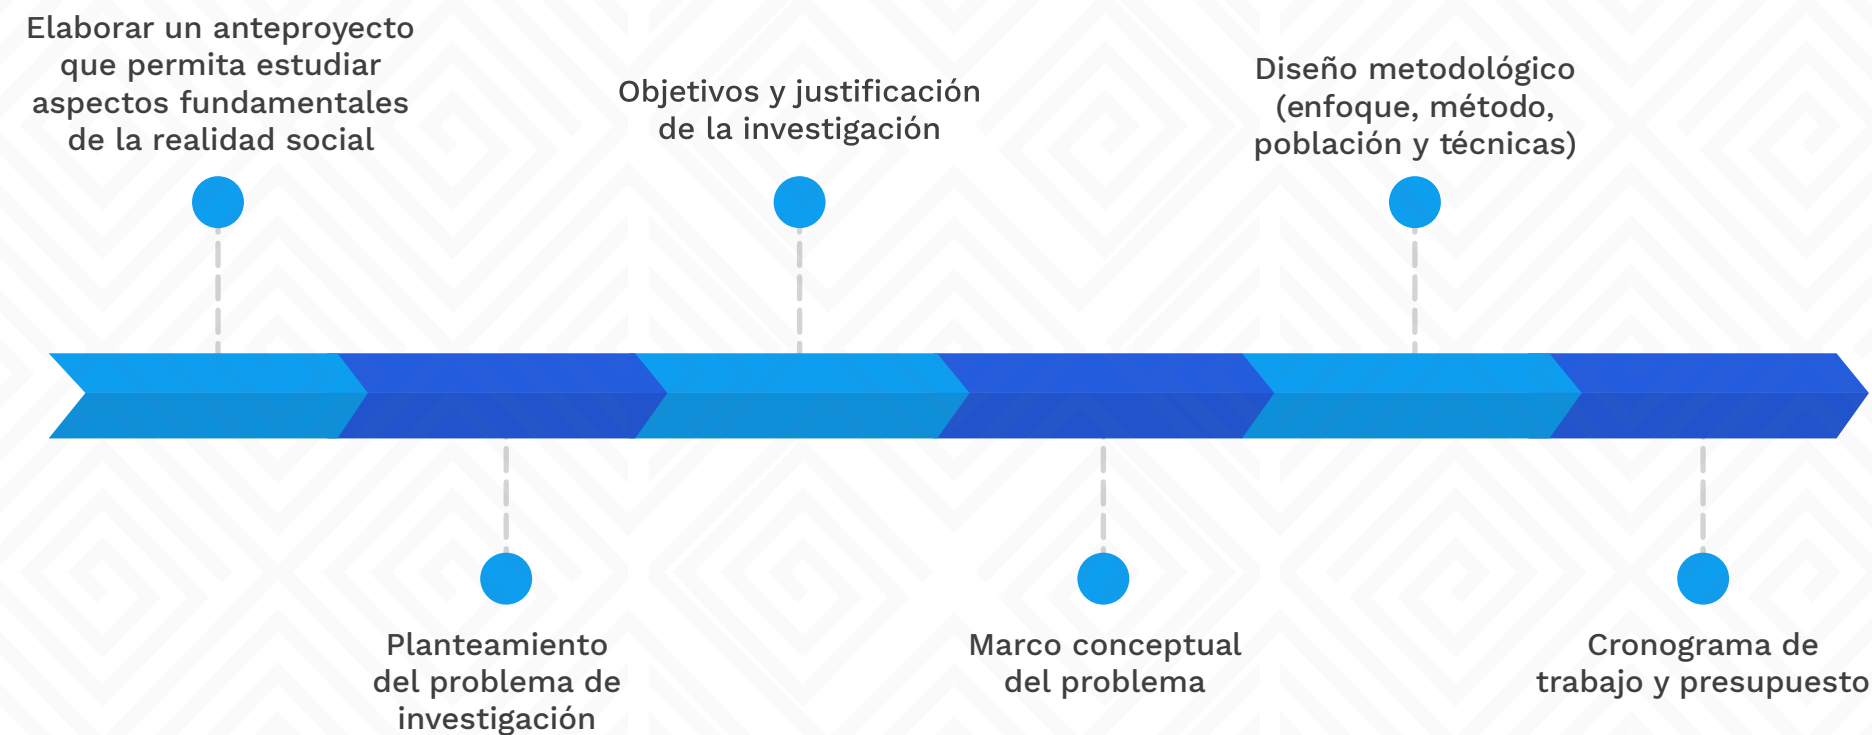 Elaborar un anteproyecto
que permita estudiar
aspectos fundamentales
de la realidad social
Planteamiento
del problema de
investigación
Objetivos y justificación
de la investigación
Marco conceptual
del problema
Diseño metodológico
(enfoque, método,
población y técnicas)
Cronograma de
trabajo y presupuesto